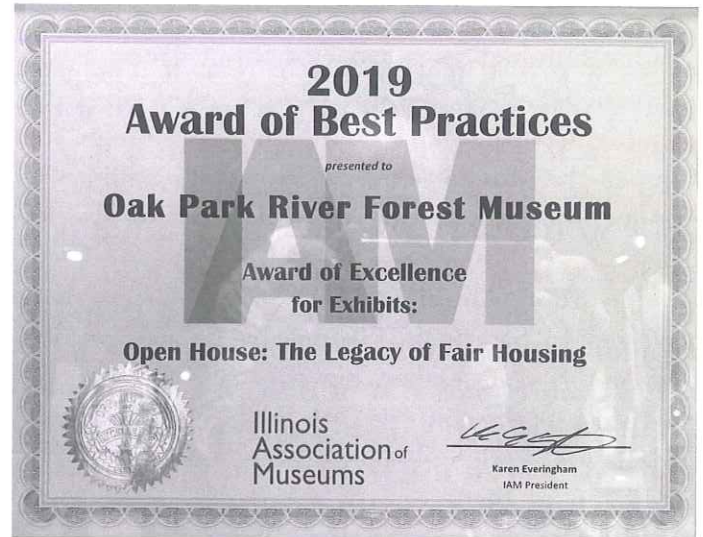 2019
Award of Best Practices
presented to
Oak Park River Forest Museum
IAM
Award of Excellence
for Exhibits:
Open House: The Legacy of Fair Housing
Illinois
Association of
Museums
Karen Everingham
IAM President